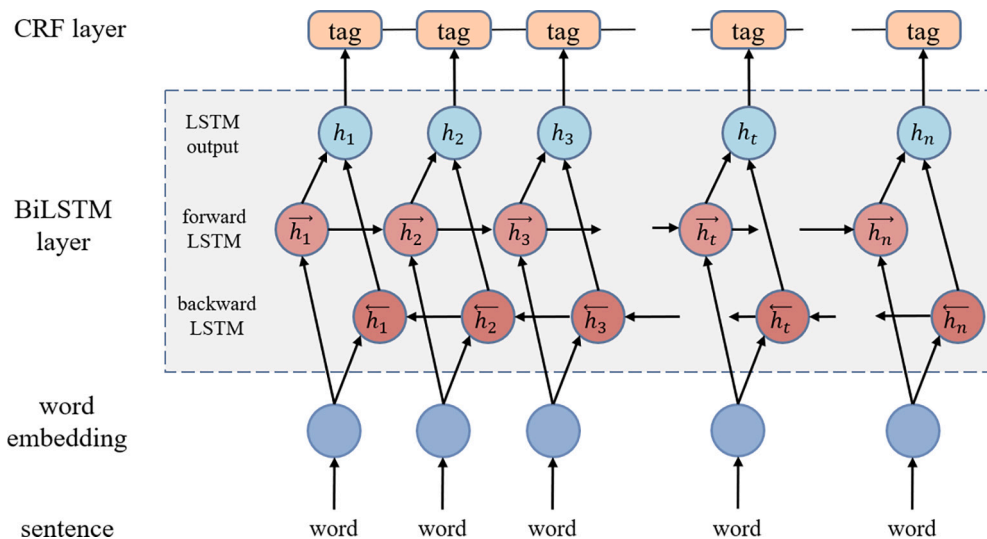 CRF layer
tag tag tag tag tag
LSTM
output
h₁ h₂ h₃ hₜ hₙ
BiLSTM
layer
forward
LSTM
h₁→ h₂→ h₃→ hₜ→ hₙ→
backward
LSTM
h₁← h₂← h₃← hₜ← hₙ←
word
embedding
sentence
word word word word word